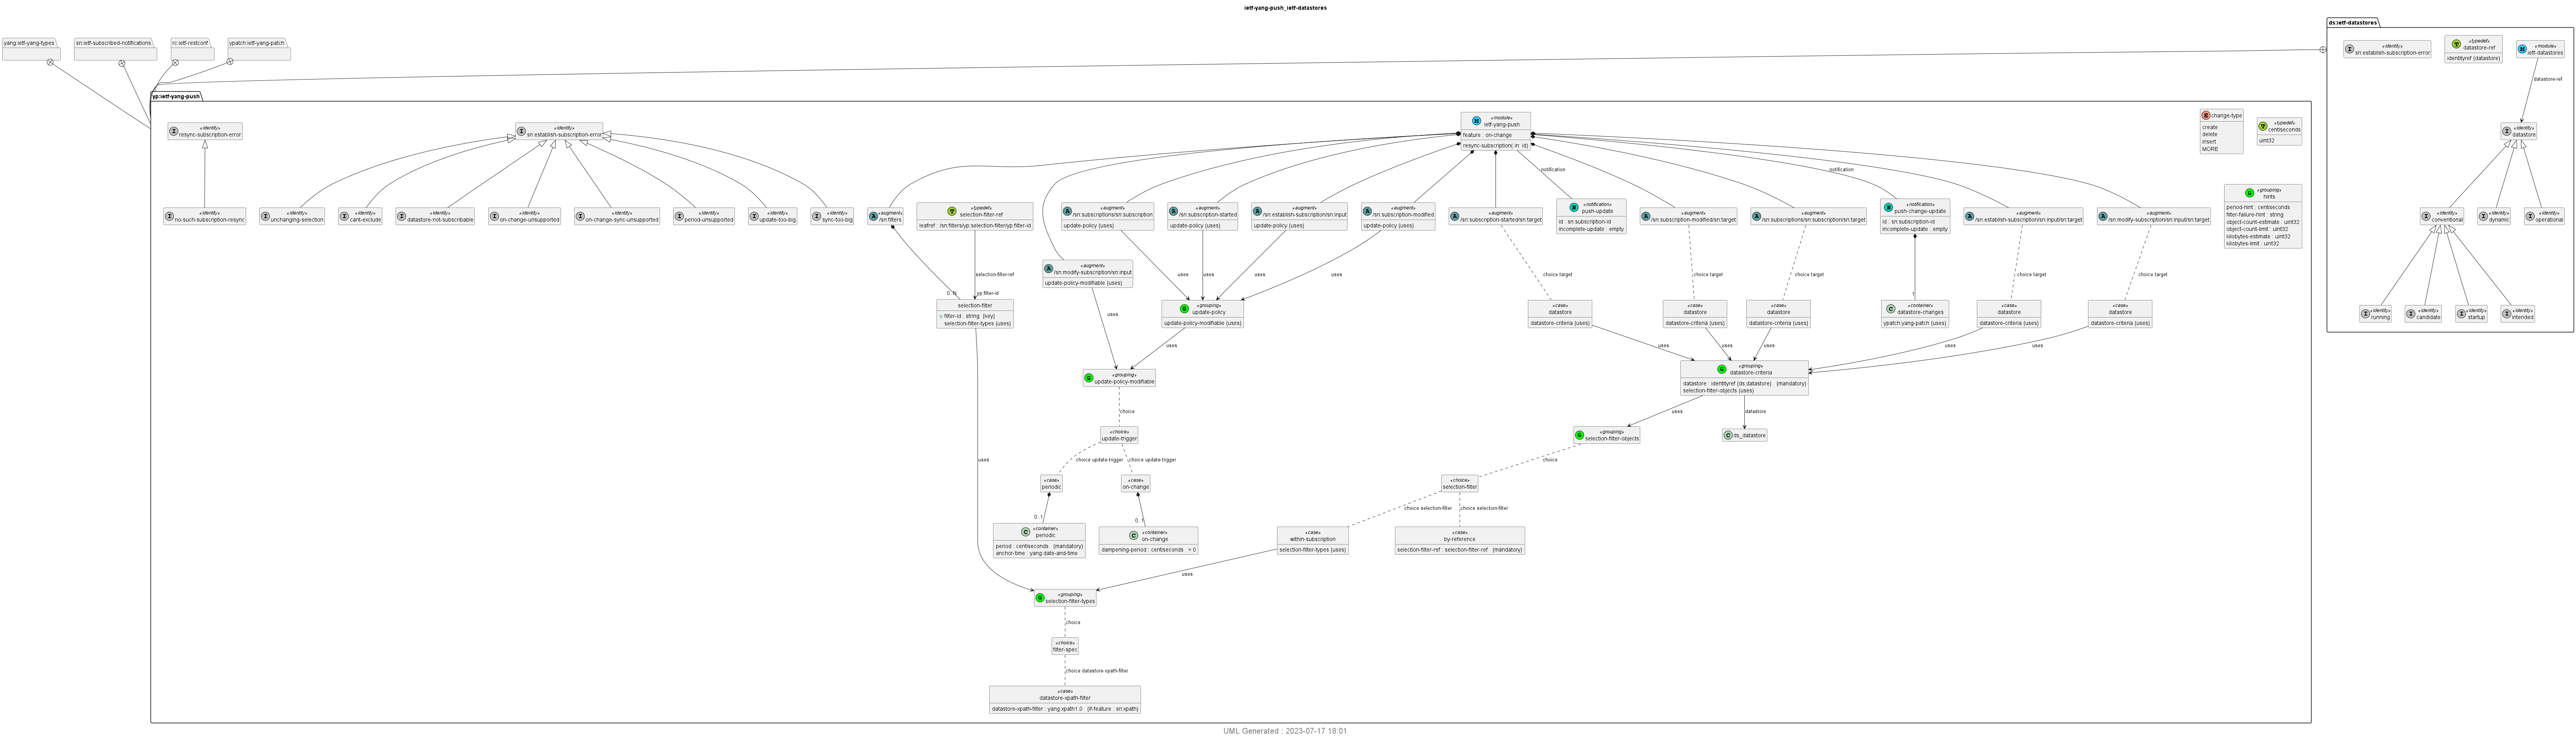 ietf-yang-push_ietf-datastores
yang:ietf-yang-types
sn:ietf-subscribed-notifications
rc:ietf-restconf
ypatch:ietf-yang-patch
ds:ietf-datastores
«identity»
sn:establish-subscription-error
«typedef»
datastore-ref
identityref {datastore}
«module»
ietf-datastores
datastore-ref
«identity»
datastore
«identity»
conventional
«identity»
dynamic
«identity»
operational
«identity»
running
«identity»
candidate
«identity»
startup
«identity»
intended
yp:ietf-yang-push
«identity»
resync-subscription-error
«identity»
sn:establish-subscription-error
«module»
ietf-yang-push
feature : on-change
resync-subscription( in: id)
change-type
create
delete
insert
MORE
«typedef»
centiseconds
uint32
notification
notification
«identity»
no-such-subscription-resync
«identity»
unchanging-selection
«identity»
cant-exclude
«identity»
datastore-not-subscribable
«identity»
on-change-unsupported
«identity»
on-change-sync-unsupported
«identity»
period-unsupported
«identity»
update-too-big
«identity»
sync-too-big
«augment»
/sn:filters
«typedef»
selection-filter-ref
leafref : /sn:filters/yp:selection-filter/yp:filter-id
«augment»
/sn:subscriptions/sn:subscription
update-policy {uses}
«augment»
/sn:subscription-started
update-policy {uses}
«augment»
/sn:establish-subscription/sn:input
update-policy {uses}
«augment»
/sn:subscription-modified
update-policy {uses}
«augment»
/sn:subscription-started/sn:target
«notification»
push-update
id : sn:subscription-id
incomplete-update : empty
«augment»
/sn:subscription-modified/sn:target
«augment»
/sn:subscriptions/sn:subscription/sn:target
«notification»
push-change-update
id : sn:subscription-id
incomplete-update : empty
«augment»
/sn:establish-subscription/sn:input/sn:target
«augment»
/sn:modify-subscription/sn:input/sn:target
«grouping»
hints
period-hint : centiseconds
filter-failure-hint : string
object-count-estimate : uint32
object-count-limit : uint32
kilobytes-estimate : uint32
kilobytes-limit : uint32
«augment»
/sn:modify-subscription/sn:input
update-policy-modifiable {uses}
selection-filter-ref
uses
uses
uses
uses
choice target
choice target
choice target
choice target
choice target
0..N
yp:filter-id
selection-filter
filter-id : string {key}
selection-filter-types {uses}
«grouping»
update-policy
update-policy-modifiable {uses}
«case»
datastore
datastore-criteria {uses}
«case»
datastore
datastore-criteria {uses}
«case»
datastore
datastore-criteria {uses}
1
«container»
datastore-changes
ypatch:yang-patch {uses}
«case»
datastore
datastore-criteria {uses}
«case»
datastore
datastore-criteria {uses}
uses
uses
uses
uses
uses
uses
uses
«grouping»
update-policy-modifiable
«grouping»
datastore-criteria
datastore : identityref {ds:datastore} {mandatory}
selection-filter-objects {uses}
choice
uses
datastore
«choice»
update-trigger
«grouping»
selection-filter-objects
ds_datastore
uses
choice update-trigger
choice update-trigger
choice
«case»
periodic
«case»
on-change
«choice»
selection-filter
0..1
0..1
choice selection-filter
choice selection-filter
«container»
periodic
period : centiseconds {mandatory}
anchor-time : yang:date-and-time
«container»
on-change
dampening-period : centiseconds = 0
«case»
within-subscription
selection-filter-types {uses}
«case»
by-reference
selection-filter-ref : selection-filter-ref {mandatory}
uses
«grouping»
selection-filter-types
choice
«choice»
filter-spec
choice datastore-xpath-filter
«case»
datastore-xpath-filter
datastore-xpath-filter : yang:xpath1.0 {if-feature : sn:xpath}
UML Generated : 2023-07-17 18:01